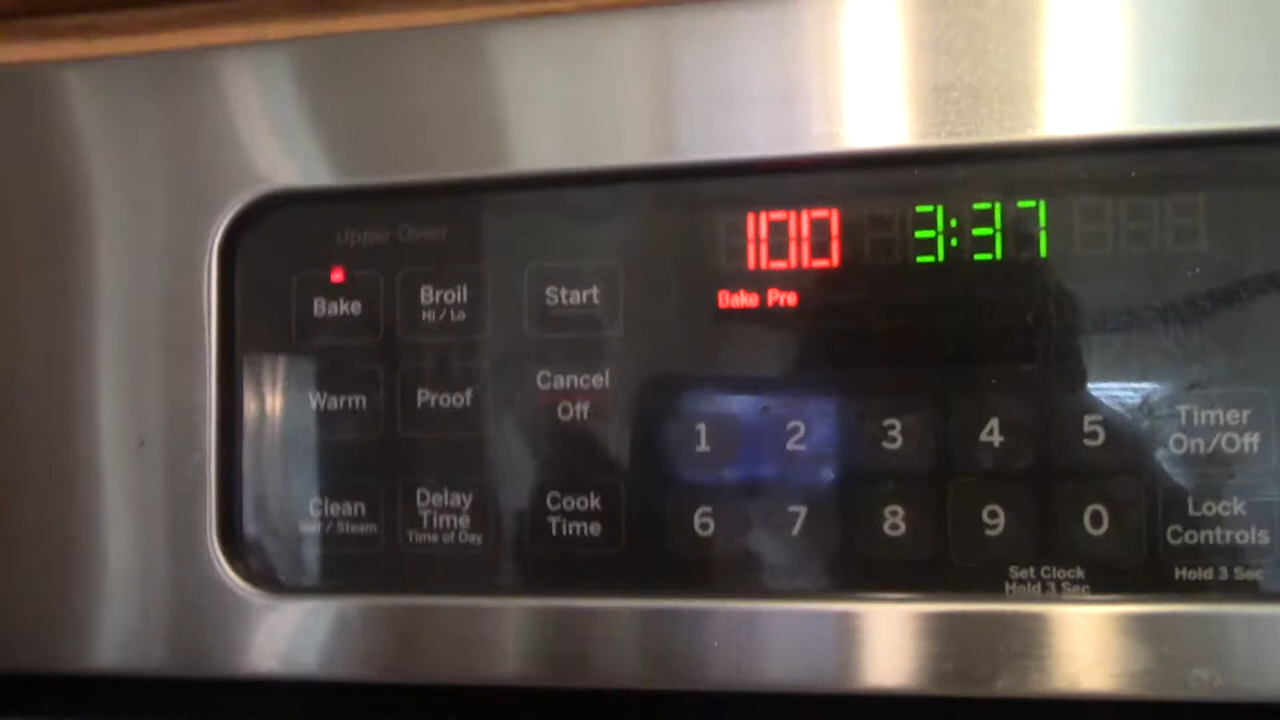 Upper Oven
100 3:37
Bake Pre
Bake
Broil
Hi / Lo
Start
Warm
Proof
Cancel
Off
Clean
Self / Steam
Delay
Time
Time of Day
Cook
Time
1 2 3 4 5
6 7 8 9 0
Set Clock
Hold 3 Sec
Timer
On/Off
Lock
Controls
Hold 3 Sec